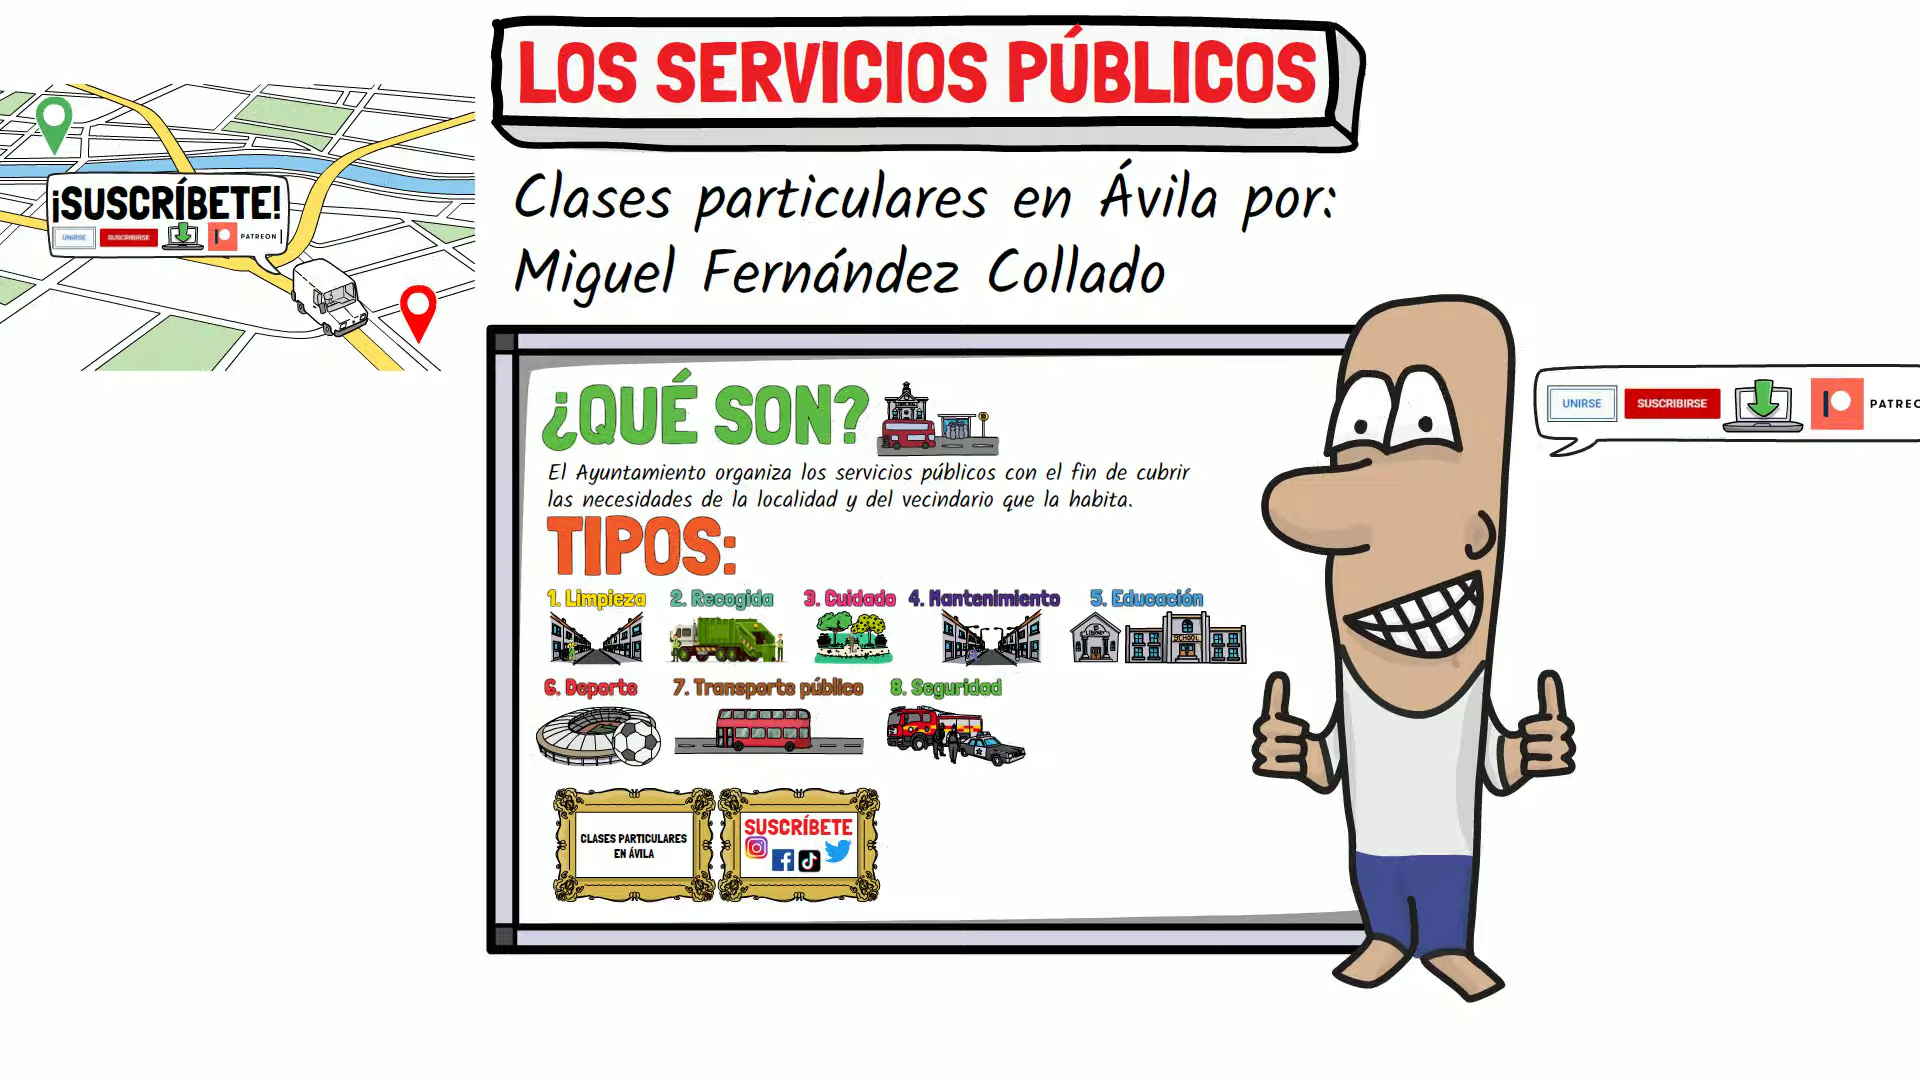 LOS SERVICIOS PÚBLICOS
Clases particulares en Ávila por:
Miguel Fernández Collado
¡SUSCRÍBETE!
UNIRSE
SUSCRIBIRSE
PATREON
¿QUÉ SON?
El Ayuntamiento organiza los servicios públicos con el fin de cubrir
las necesidades de la localidad y del vecindario que la habita.
TIPOS:
1. Limpieza
2. Recogida
3. Cuidado
4. Mantenimiento
5. Educación
LIBRARY
SCHOOL
6. Deporte
7. Transporte público
8. Seguridad
CLASES PARTICULARES
EN ÁVILA
SUSCRÍBETE
UNIRSE
SUSCRIBIRSE
PATREO